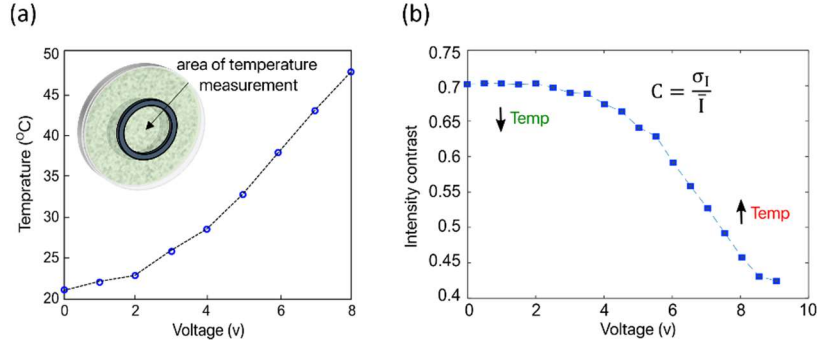 (a)
area of temperature
measurement
Temprature (°C)
50
45
40
35
30
25
20
0
2
4
6
8
Voltage (v)
(b)
Intensity contrast
0.75
0.7
0.65
0.6
0.55
0.5
0.45
0.4
C = σI / Ī
Temp
Temp
0
2
4
6
8
10
Voltage (v)